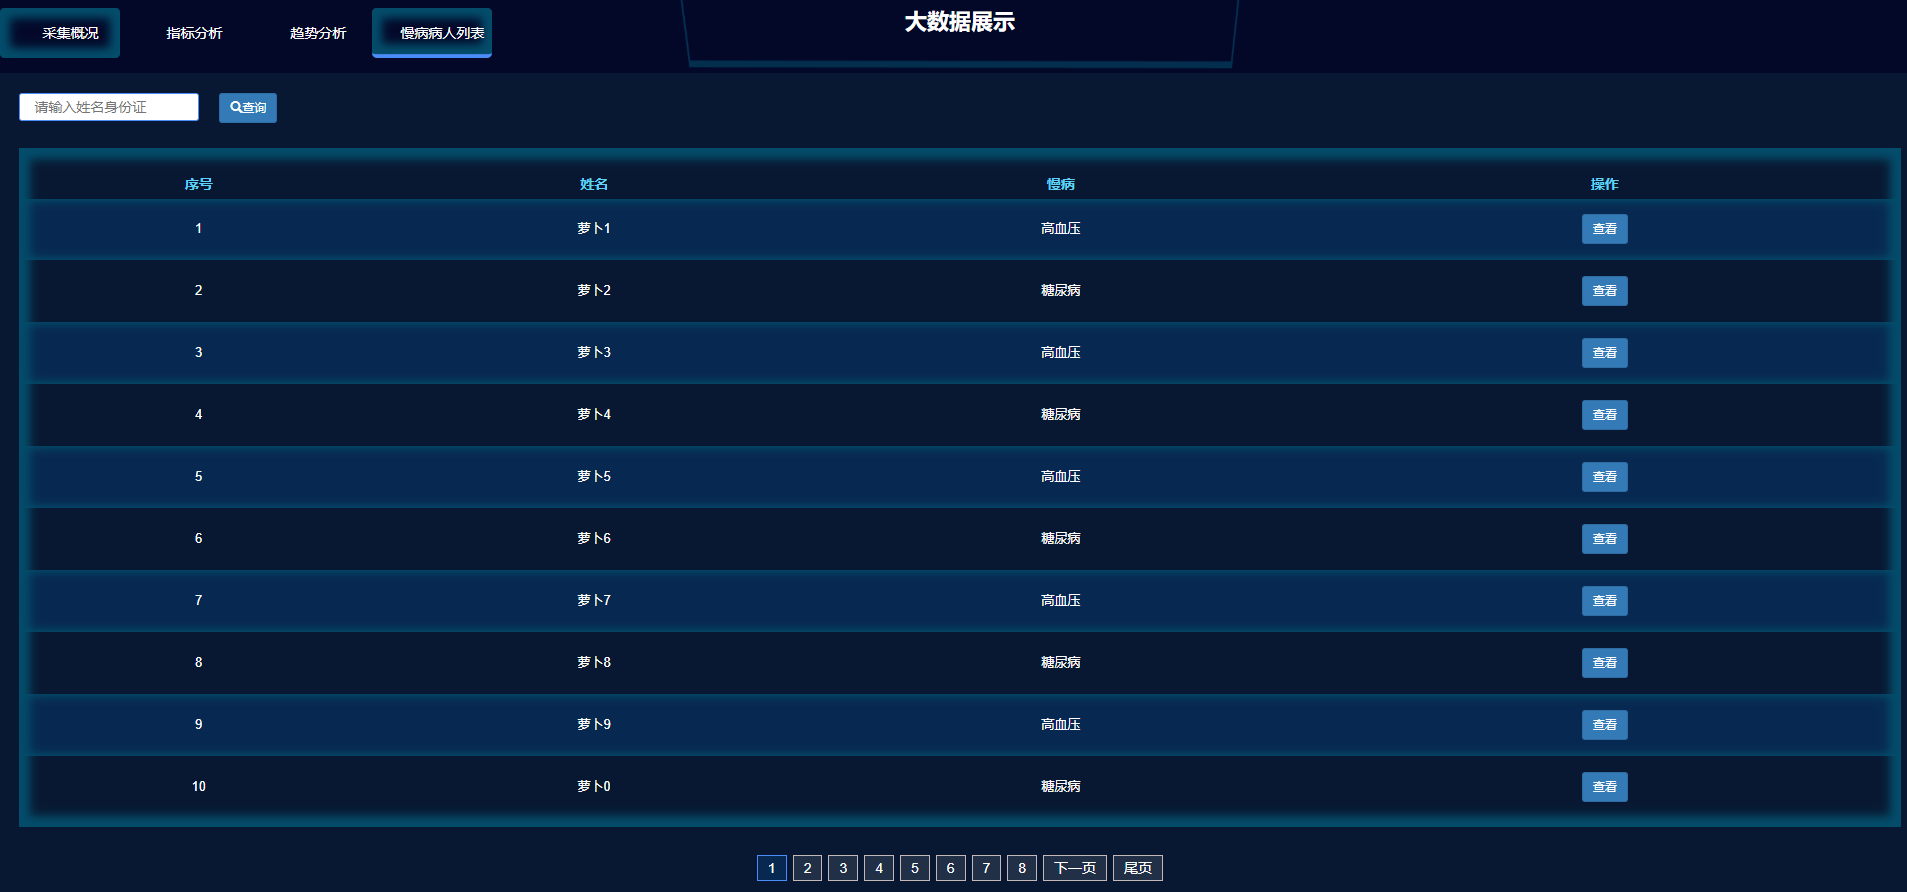 采集概况 指标分析 趋势分析 慢病病人列表 大数据展示
请输入姓名身份证 查询
序号 姓名 慢病 操作
1 萝卜1 高血压 查看
2 萝卜2 糖尿病 查看
3 萝卜3 高血压 查看
4 萝卜4 糖尿病 查看
5 萝卜5 高血压 查看
6 萝卜6 糖尿病 查看
7 萝卜7 高血压 查看
8 萝卜8 糖尿病 查看
9 萝卜9 高血压 查看
10 萝卜0 糖尿病 查看
1 2 3 4 5 6 7 8 下一页 尾页